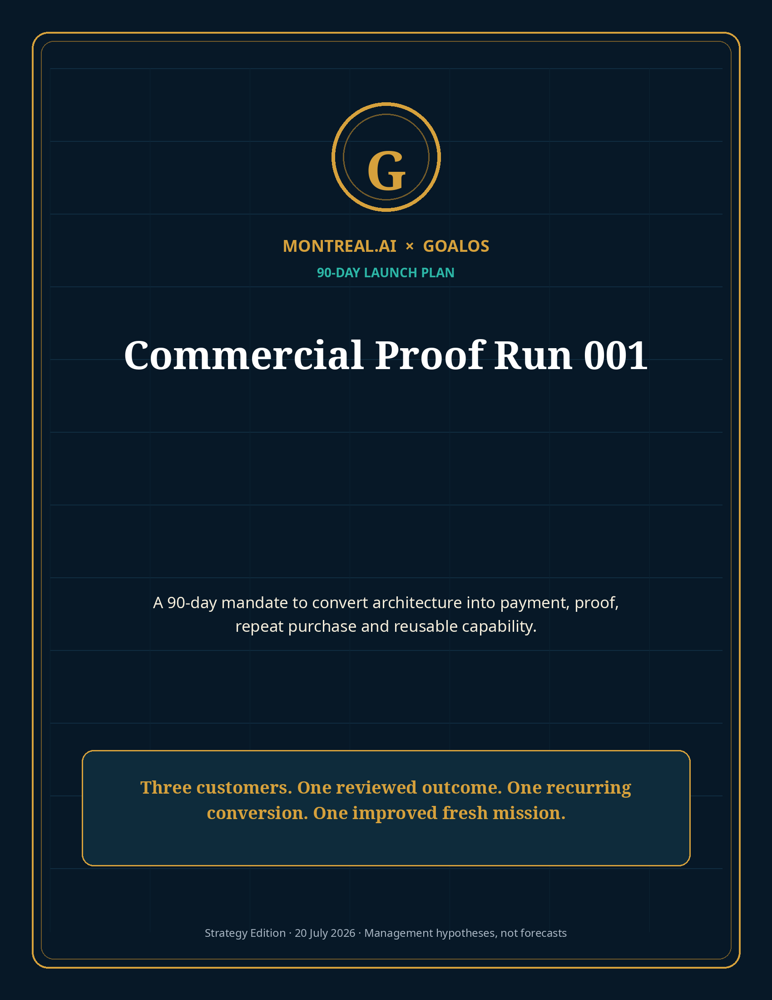 G
MONTREAL.AI × GOALOS
90-DAY LAUNCH PLAN
Commercial Proof Run 001
A 90-day mandate to convert architecture into payment, proof,
repeat purchase and reusable capability.
Three customers. One reviewed outcome. One recurring
conversion. One improved fresh mission.
Strategy Edition · 20 July 2026 · Management hypotheses, not forecasts